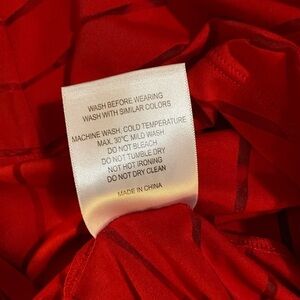 WASH BEFORE WEARING
WASH WITH SIMILAR COLORS
MACHINE WASH, COLD TEMPERATURE
MAX. 30°C MILD WASH
DO NOT BLEACH
DO NOT TUMBLE DRY
NOT HOT IRONING
DO NOT DRY CLEAN
MADE IN CHINA